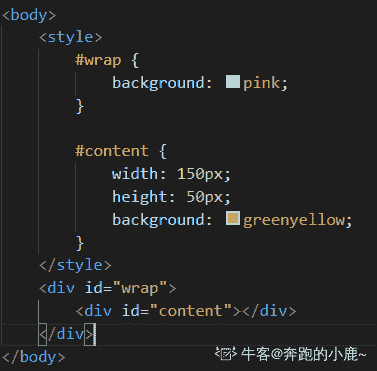 <body>
    <style>
        #wrap {
            background: pink;
        }

        #content {
            width: 150px;
            height: 50px;
            background: greenyellow;
        }
    </style>
    <div id="wrap">
        <div id="content"></div>
    </div>
</body>
牛客@奔跑的小鹿~